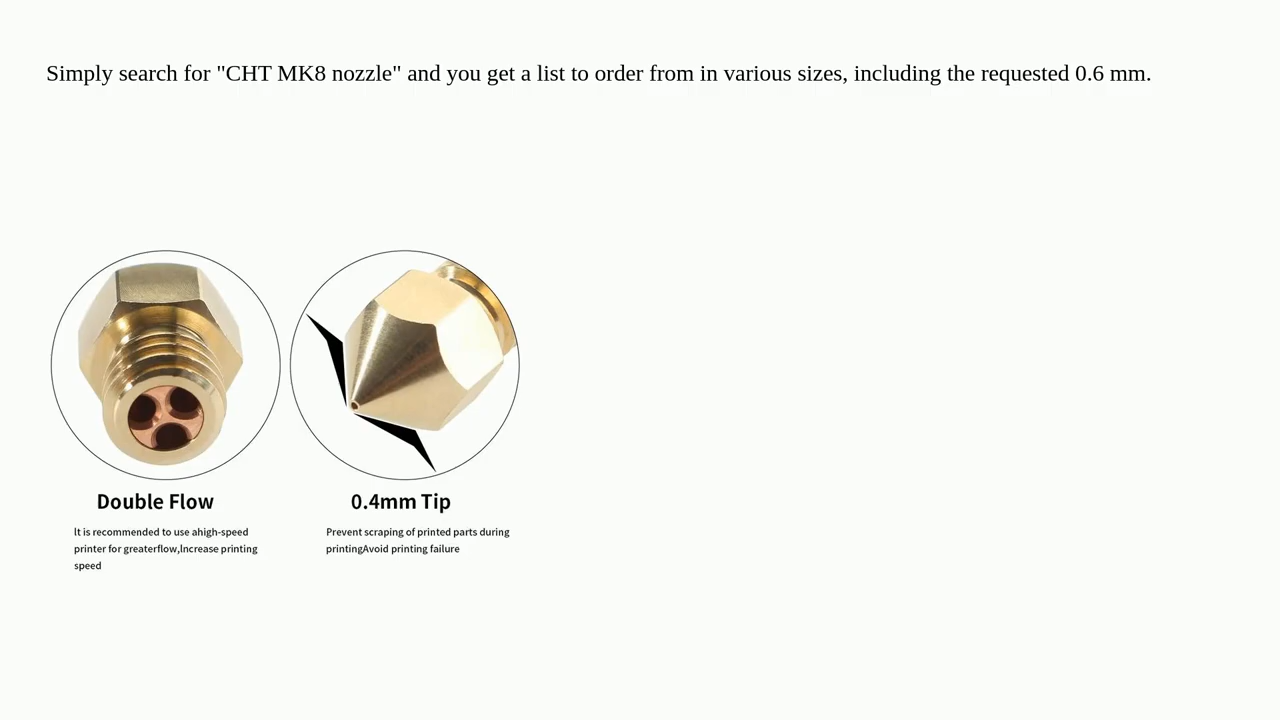 Simply search for "CHT MK8 nozzle" and you get a list to order from in various sizes, including the requested 0.6 mm.
Double Flow
It is recommended to use ahigh-speed
printer for greaterflow,Increase printing
speed
0.4mm Tip
Prevent scraping of printed parts during
printingAvoid printing failure